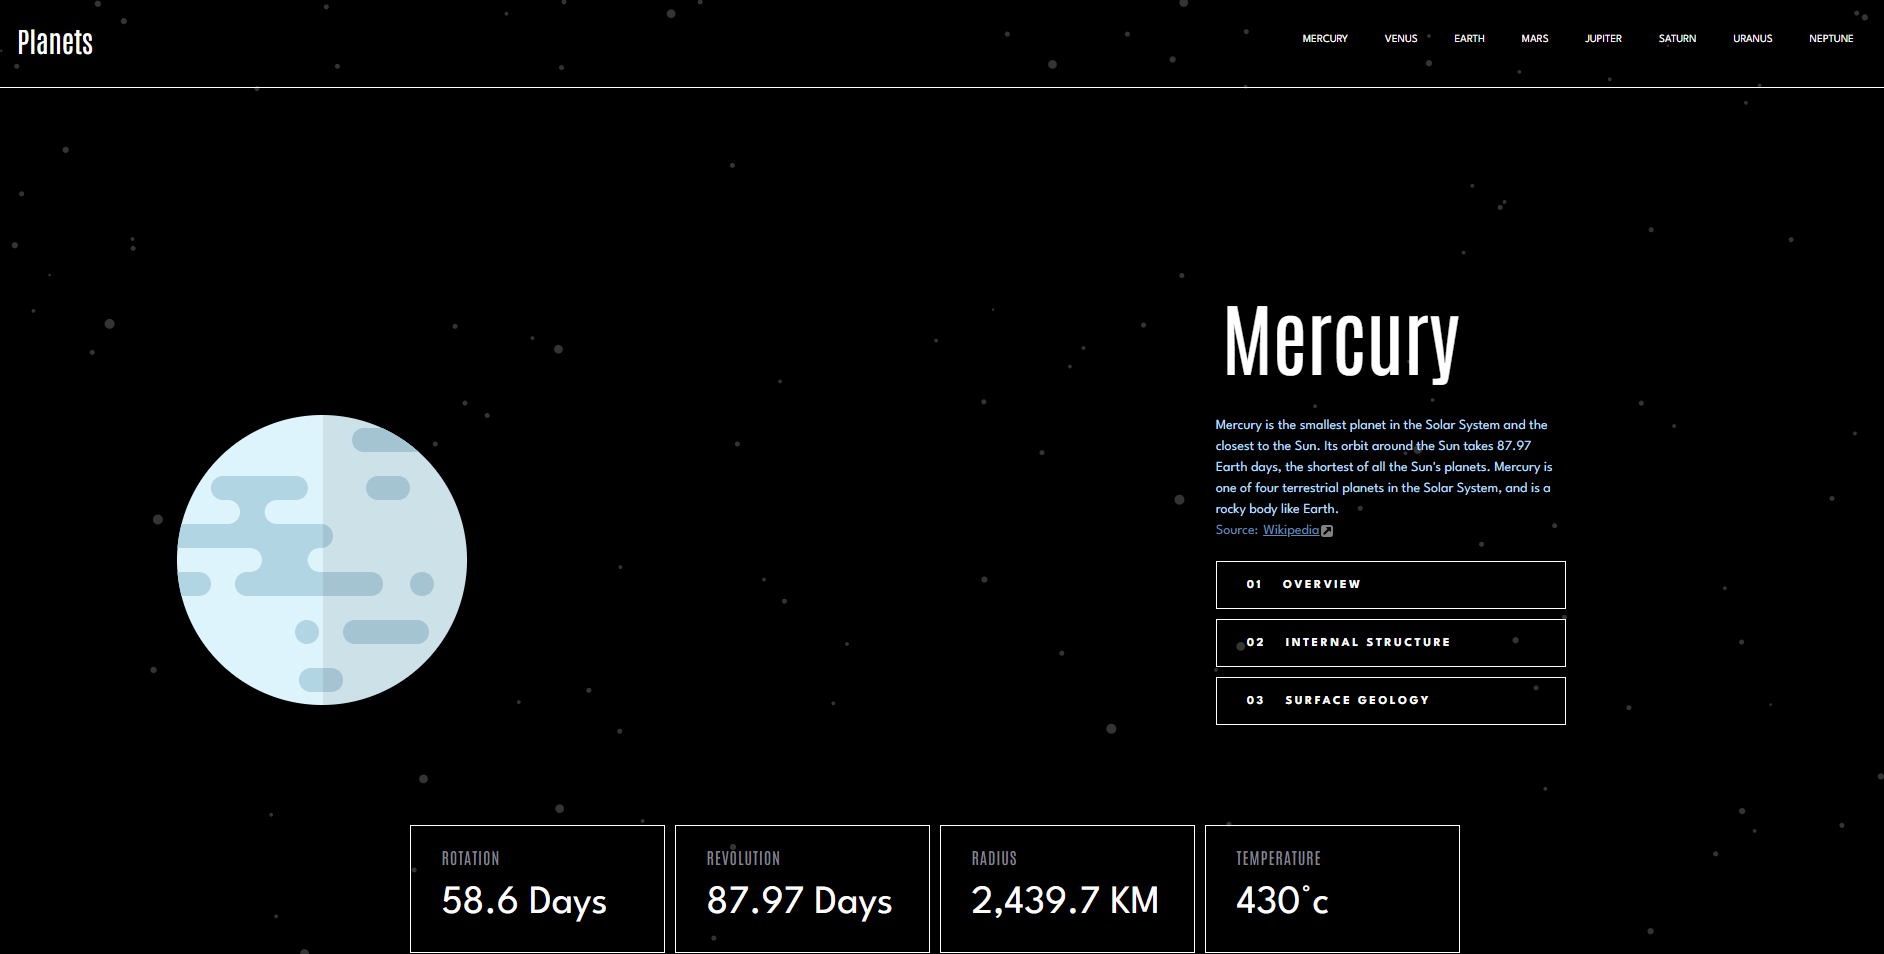 Planets
MERCURY VENUS EARTH MARS JUPITER SATURN URANUS NEPTUNE
Mercury
Mercury is the smallest planet in the Solar System and the
closest to the Sun. Its orbit around the Sun takes 87.97
Earth days, the shortest of all the Sun's planets. Mercury is
one of four terrestrial planets in the Solar System, and is a
rocky body like Earth.
Source: Wikipedia
01 OVERVIEW
02 INTERNAL STRUCTURE
03 SURFACE GEOLOGY
ROTATION
58.6 Days
REVOLUTION
87.97 Days
RADIUS
2,439.7 KM
TEMPERATURE
430°c